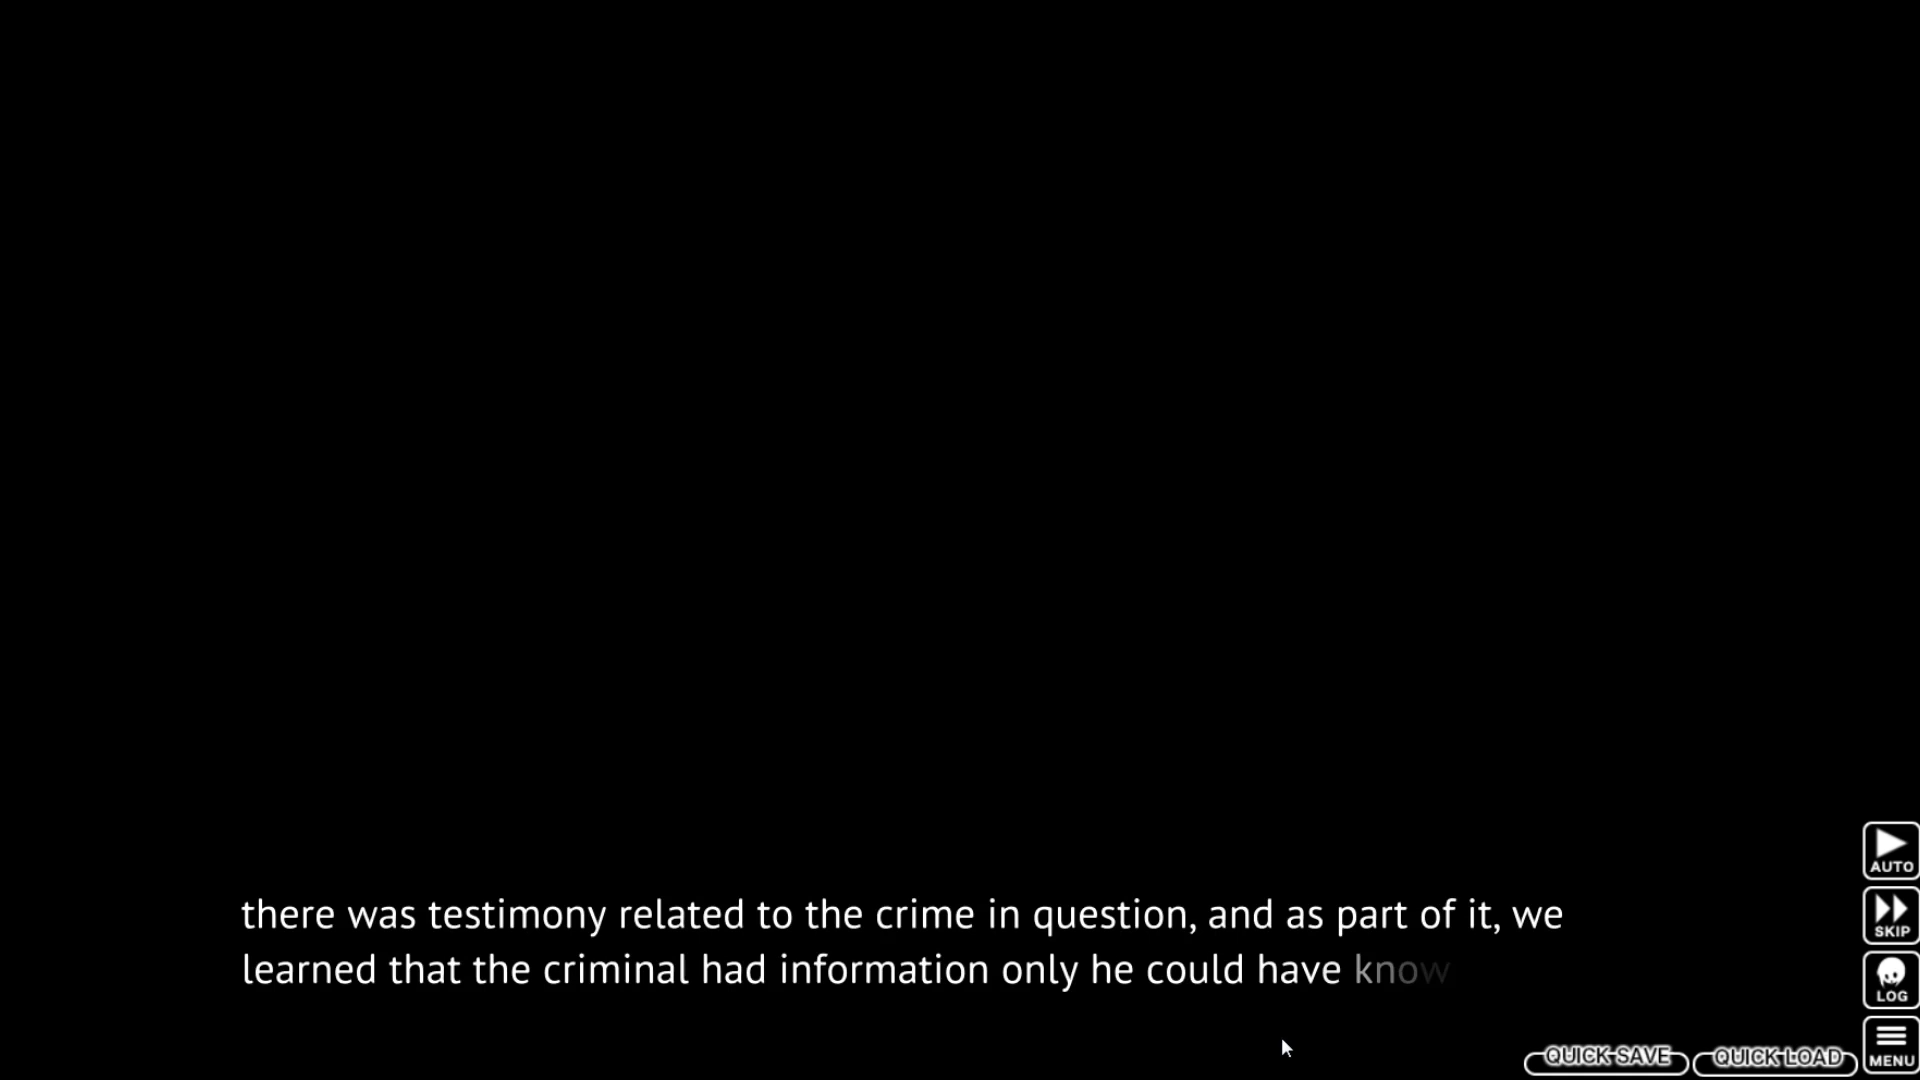 there was testimony related to the crime in question, and as part of it, we
learned that the criminal had information only he could have know
AUTO
SKIP
LOG
MENU
QUICK SAVE QUICK LOAD